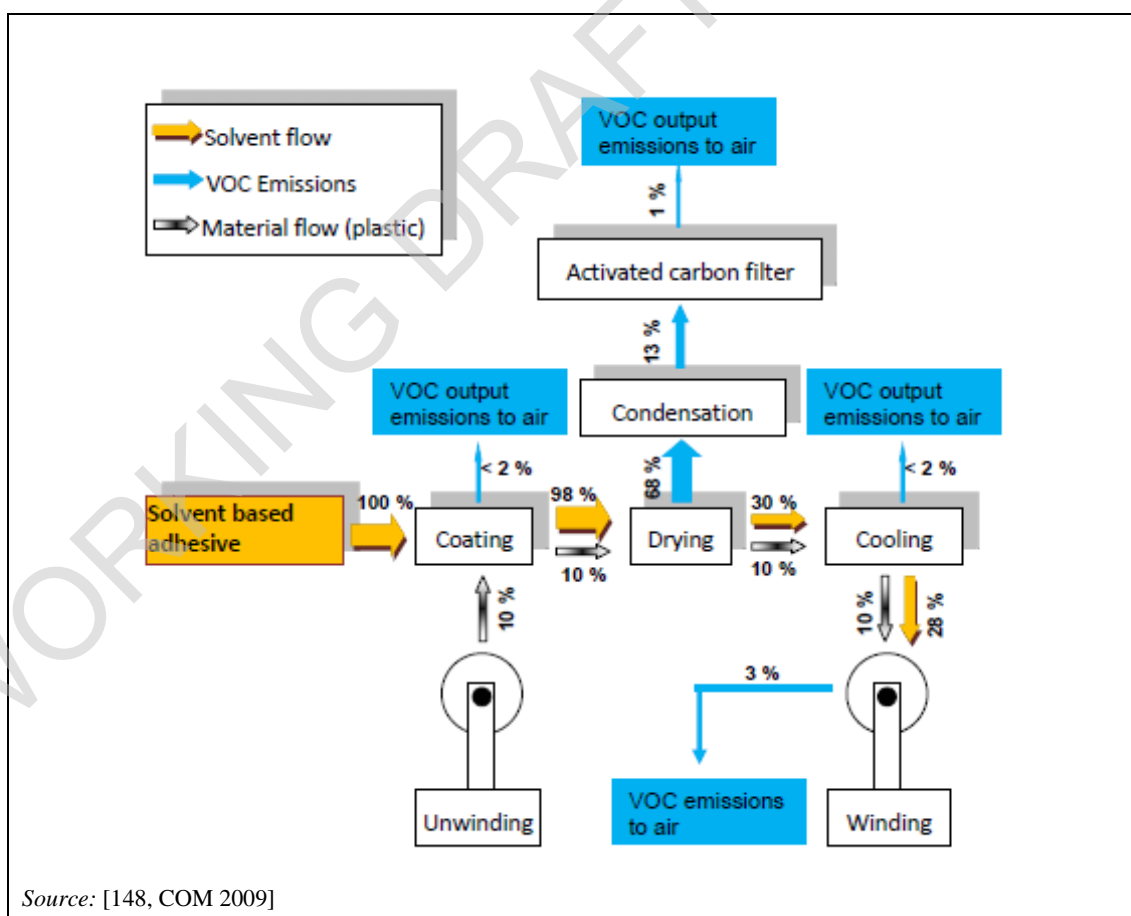 WORKING DRAFT
Solvent flow
VOC Emissions
Material flow (plastic)
VOC output
emissions to air
1 %
Activated carbon filter
13 %
VOC output
emissions to air
Condensation
VOC output
emissions to air
< 2 %
68 %
< 2 %
Solvent based
adhesive
100 %
Coating
98 %
10 %
Drying
30 %
10 %
Cooling
10 %
10 %
28 %
3 %
Unwinding
VOC emissions
to air
Winding
Source: [148, COM 2009]